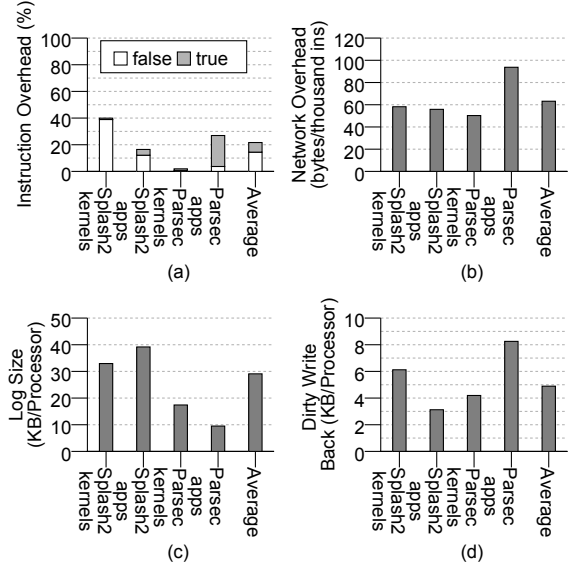 Instruction Overhead (%)
100
80
60
40
20
0
false
true
Splash2
kernels
Splash2
apps
Parsec
kernels
Parsec
apps
Average
(a)
Network Overhead
(bytes/thousand ins)
120
100
80
60
40
20
0
Splash2
kernels
Splash2
apps
Parsec
kernels
Parsec
apps
Average
(b)
Log Size
(KB/Processor)
50
40
30
20
10
0
Splash2
kernels
Splash2
apps
Parsec
kernels
Parsec
apps
Average
(c)
Dirty Write
Back (KB/Processor)
10
8
6
4
2
0
Splash2
kernels
Splash2
apps
Parsec
kernels
Parsec
apps
Average
(d)